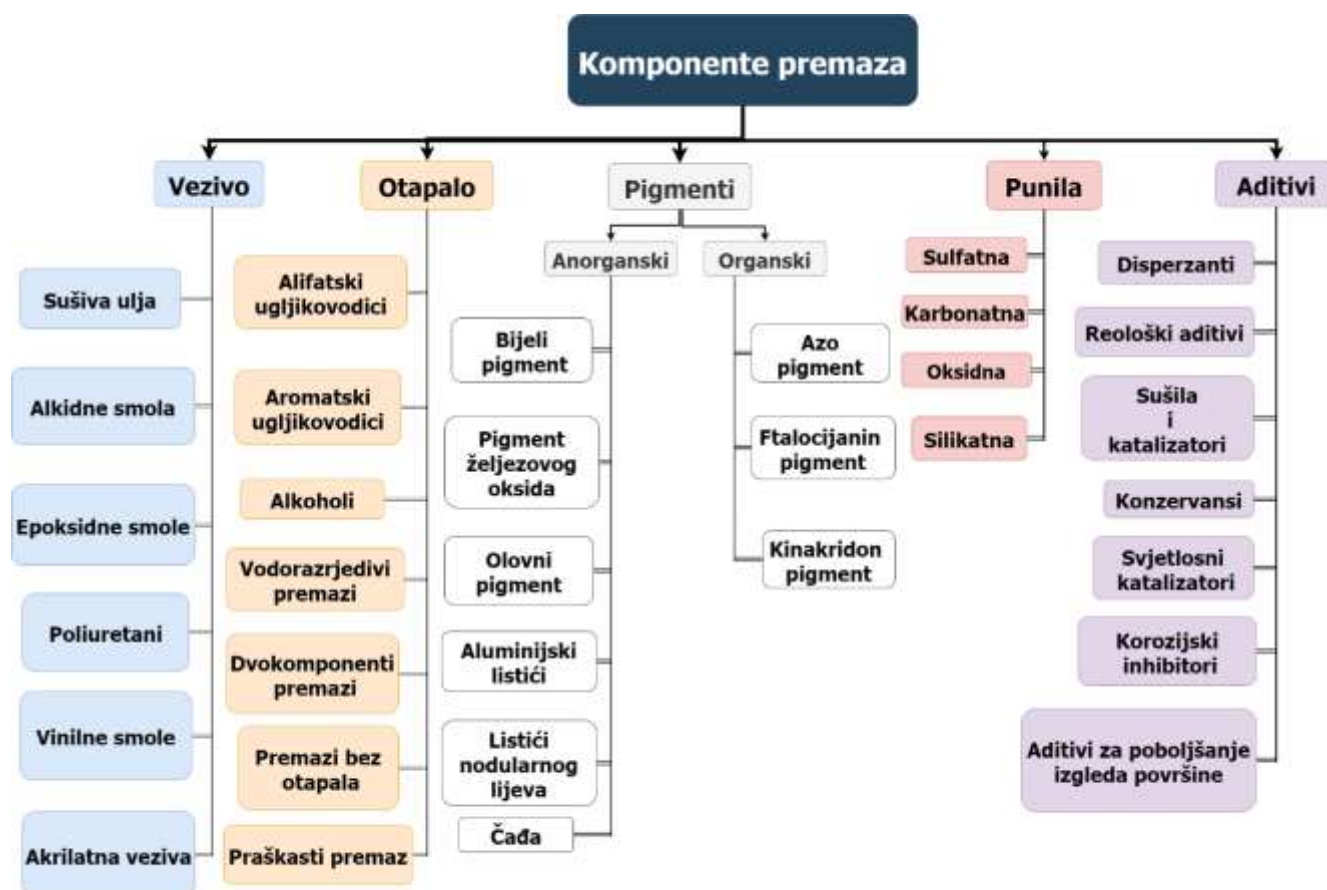 Komponente premaza
Vezivo
Sušiva ulja
Alkidne smola
Epoksidne smole
Poliuretani
Vinilne smole
Akrilatna veziva
Otapalo
Alifatski
ugljikovodici
Aromatski
ugljikovodici
Alkoholi
Vodorazrjedivi
premazi
Dvokomponenti
premazi
Premazi bez
otapala
Praškasti premaz
Pigmenti
Anorganski
Bijeli
pigment
Pigment
željezovog
oksida
Olovni
pigment
Aluminijski
listići
Listići
nodularnog
lijeva
Čađa
Organski
Azo
pigment
Ftalocijanin
pigment
Kinakridon
pigment
Punila
Sulfatna
Karbonatna
Oksidna
Silikatna
Aditivi
Disperzanti
Reološki aditivi
Sušila
i
katalizatori
Konzervansi
Svjetlosni
katalizatori
Korozijski
inhibitori
Aditivi za poboljšanje
izgleda površine